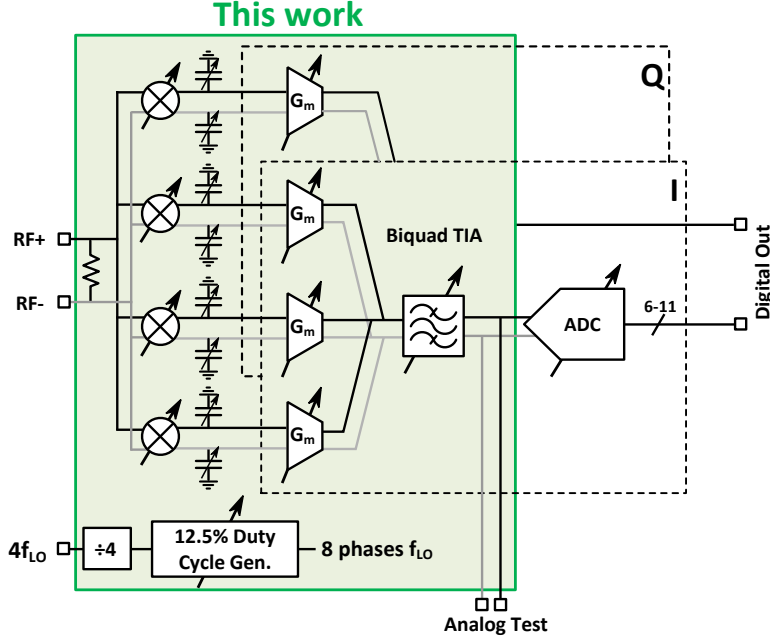 This work
Q
Gm
I
Gm
Biquad TIA
RF+
RF-
Gm
ADC
6-11
Digital Out
Gm
4fLO
÷4
12.5% Duty
Cycle Gen.
8 phases fLO
Analog Test